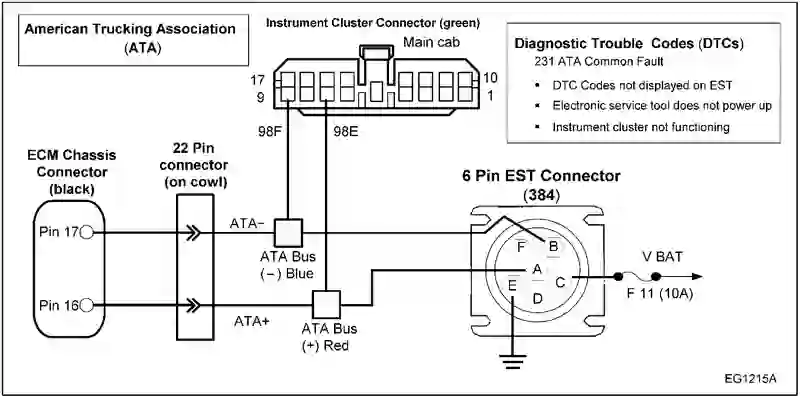 American Trucking Association
(ATA)
Instrument Cluster Connector (green)
Main cab
17
10
9
1
98F
98E
Diagnostic Trouble Codes (DTCs)
231 ATA Common Fault
• DTC Codes not displayed on EST
• Electronic service tool does not power up
• Instrument cluster not functioning
ECM Chassis
Connector
(black)
22 Pin
connector
(on cowl)
6 Pin EST Connector
(384)
Pin 17
ATA−
ATA Bus
(−) Blue
F
B
A
E
C
D
V BAT
F 11 (10A)
Pin 16
ATA+
ATA Bus
(+) Red
EG1215A